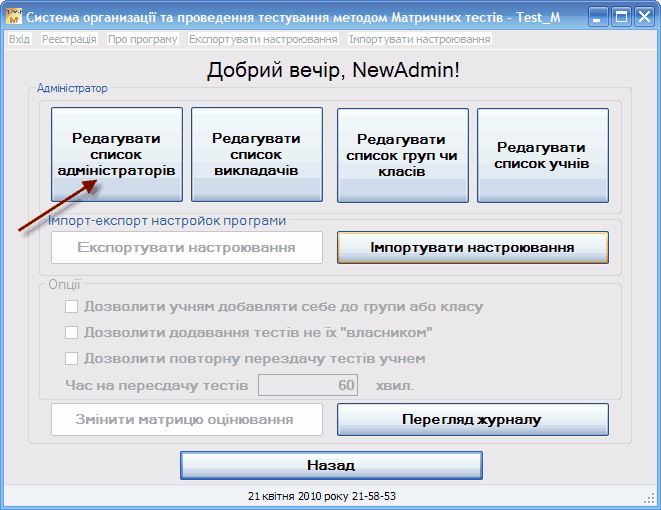 Система организації та проведення тестування методом Матричних тестів - Test_M
Вхід Реєстрація Про програму Експортувати настроювання Імпортувати настроювання
Добрий вечір, NewAdmin!
Адміністратор
Редагувати список адміністраторів
Редагувати список викладачів
Редагувати список груп чи класів
Редагувати список учнів
Імпорт-експорт настройок програми
Експортувати настроювання
Імпортувати настроювання
Опції
Дозволити учням добавляти себе до групи або класу
Дозволити додавання тестів не їх "власником"
Дозволити повторну перездачу тестів учнем
Час на пересдачу тестів 60 хвил.
Змінити матрицю оцінювання
Перегляд журналу
Назад
21 квітня 2010 року 21-58-53